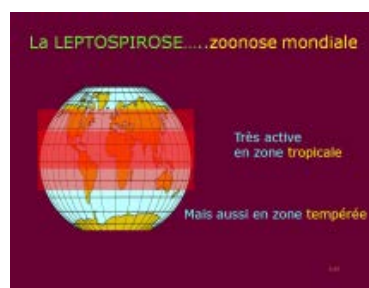 La LEPTOSPIROSE.....zoonose mondiale
Très active
en zone tropicale
Mais aussi en zone tempérée